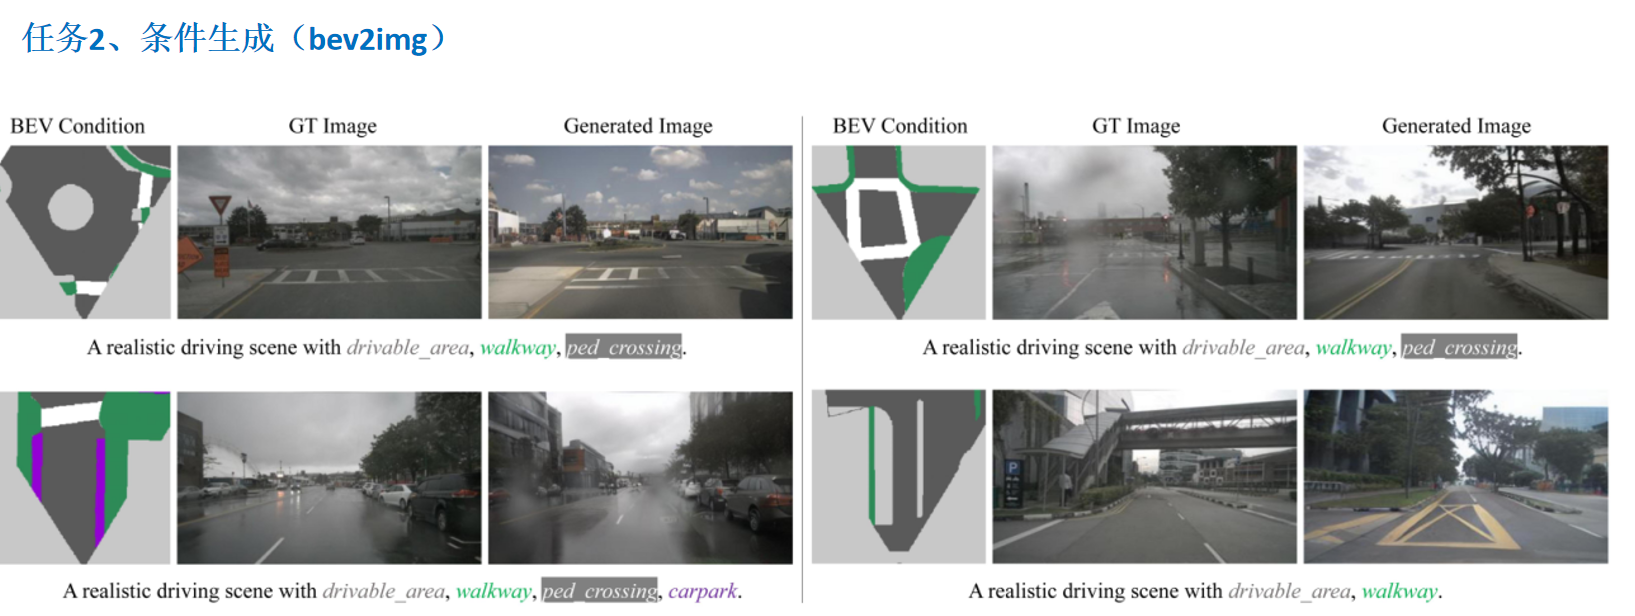 任务2、条件生成（bev2img）
BEV Condition GT Image Generated Image
BEV Condition GT Image Generated Image
A realistic driving scene with drivable_area, walkway, ped_crossing.
A realistic driving scene with drivable_area, walkway, ped_crossing.
P
A realistic driving scene with drivable_area, walkway, ped_crossing, carpark.
A realistic driving scene with drivable_area, walkway.